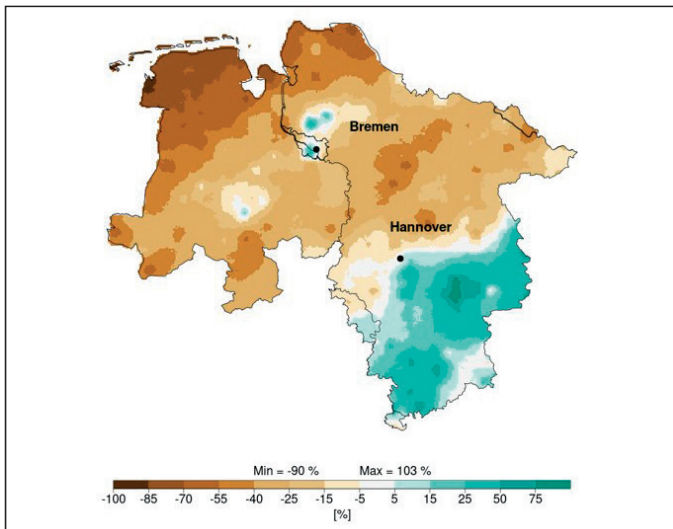 Bremen
Hannover
Min = -90 % Max = 103 %
-100 -85 -70 -55 -40 -25 -15 -5 5 15 25 50 75
[%]